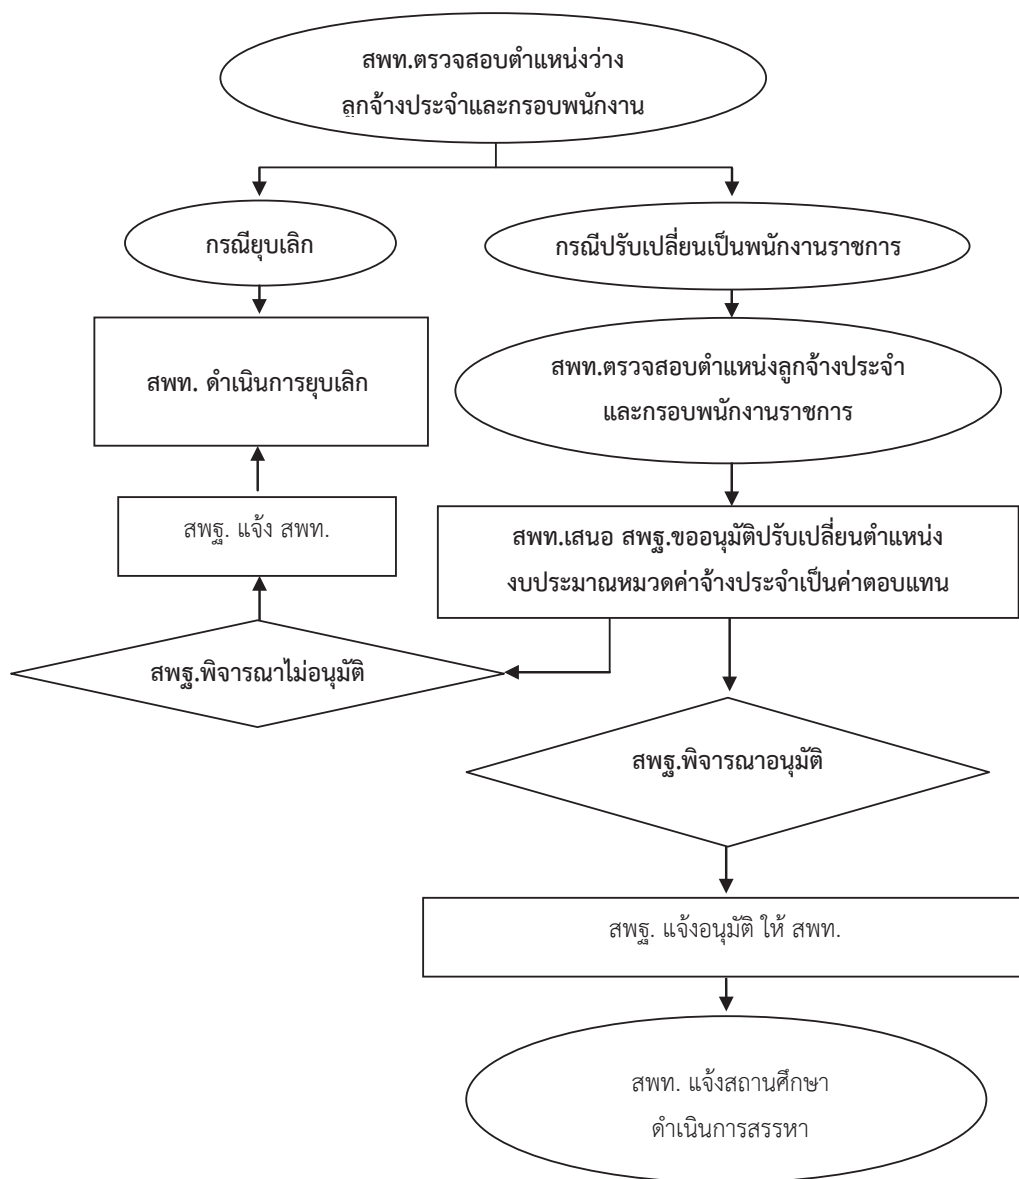 สพท.ตรวจสอบตำแหน่งว่าง
ลูกจ้างประจำและกรอบพนักงาน
กรณียุบเลิก
กรณีปรับเปลี่ยนเป็นพนักงานราชการ
สพท. ดำเนินการยุบเลิก
สพท.ตรวจสอบตำแหน่งลูกจ้างประจำ
และกรอบพนักงานราชการ
สพฐ. แจ้ง สพท.
สพท.เสนอ สพฐ.ขออนุมัติปรับเปลี่ยนตำแหน่ง
งบประมาณหมวดค่าจ้างประจำเป็นค่าตอบแทน
สพฐ.พิจารณาไม่อนุมัติ
สพฐ.พิจารณาอนุมัติ
สพฐ. แจ้งอนุมัติ ให้ สพท.
สพท. แจ้งสถานศึกษา
ดำเนินการสรรหา